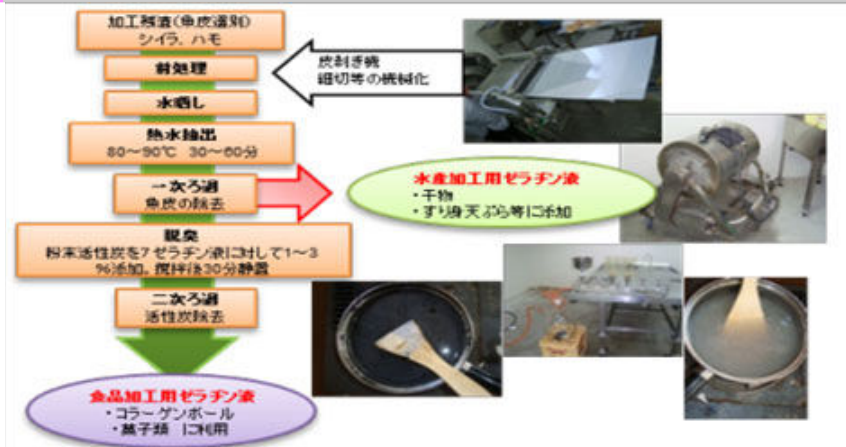 加工残渣(魚皮選別)
シイラ、ハモ
前処理
皮剥ぎ機
細切等の機械化
水晒し
熱水抽出
80～90℃ 30～60分
一次ろ過
魚皮の除去
水産加工用ゼラチン液
・干物
・すり身天ぷら等に添加
脱臭
粉末活性炭を7ゼラチン液に対して1～3
%添加。撹拌後30分静置
二次ろ過
活性炭除去
食品加工用ゼラチン液
・コラーゲンボール
・菓子類 に利用